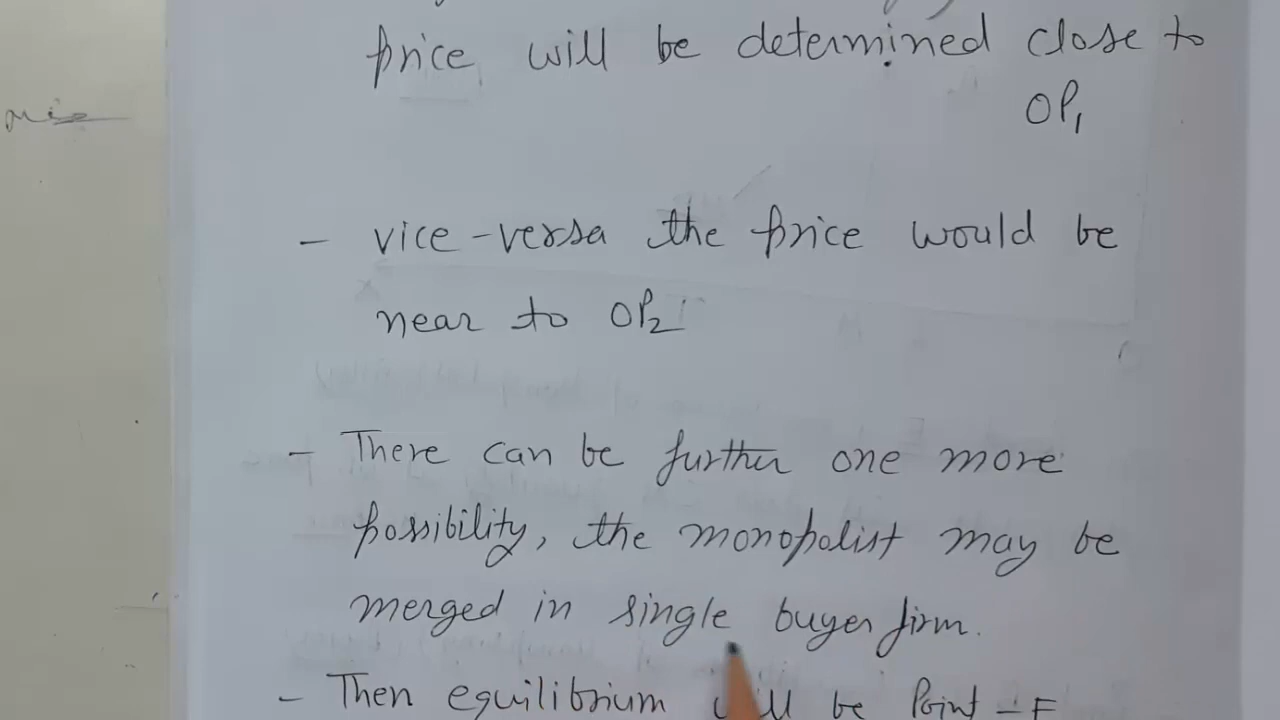 price will be determined close to
OP₁
- vice-versa the price would be
near to OP₂
- There can be further one more
possibility, the monopolist may be
merged in single buyer firm.
- Then equilibrium will be Point - F